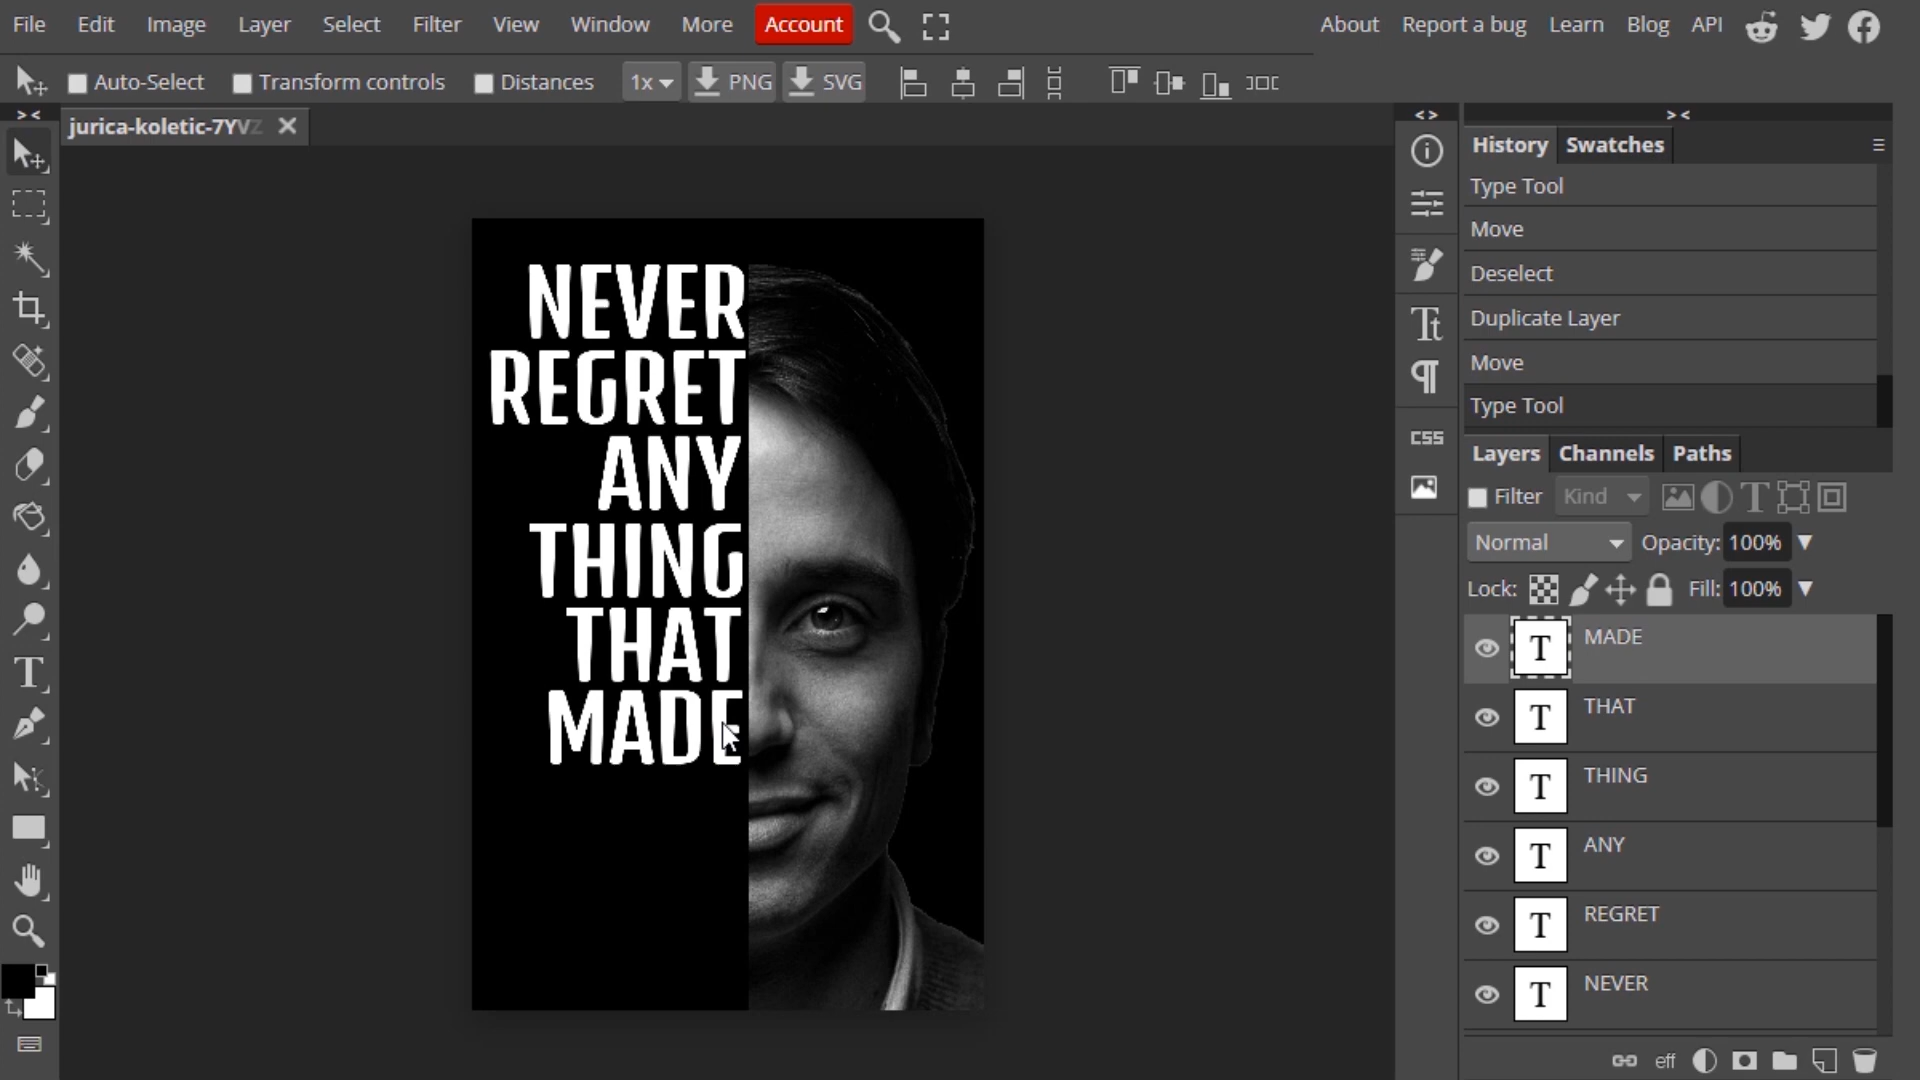 File Edit Image Layer Select Filter View Window More Account About Report a bug Learn Blog API
Auto-Select Transform controls Distances 1x PNG SVG
jurica-koletic-7YVZ
History Swatches
Type Tool
Move
Deselect
Duplicate Layer
Move
Type Tool
Layers Channels Paths
Filter Kind
Normal Opacity: 100%
Lock: Fill: 100%
MADE
THAT
THING
ANY
REGRET
NEVER
eff
CSS
NEVER
REGRET
ANY
THING
THAT
MADE